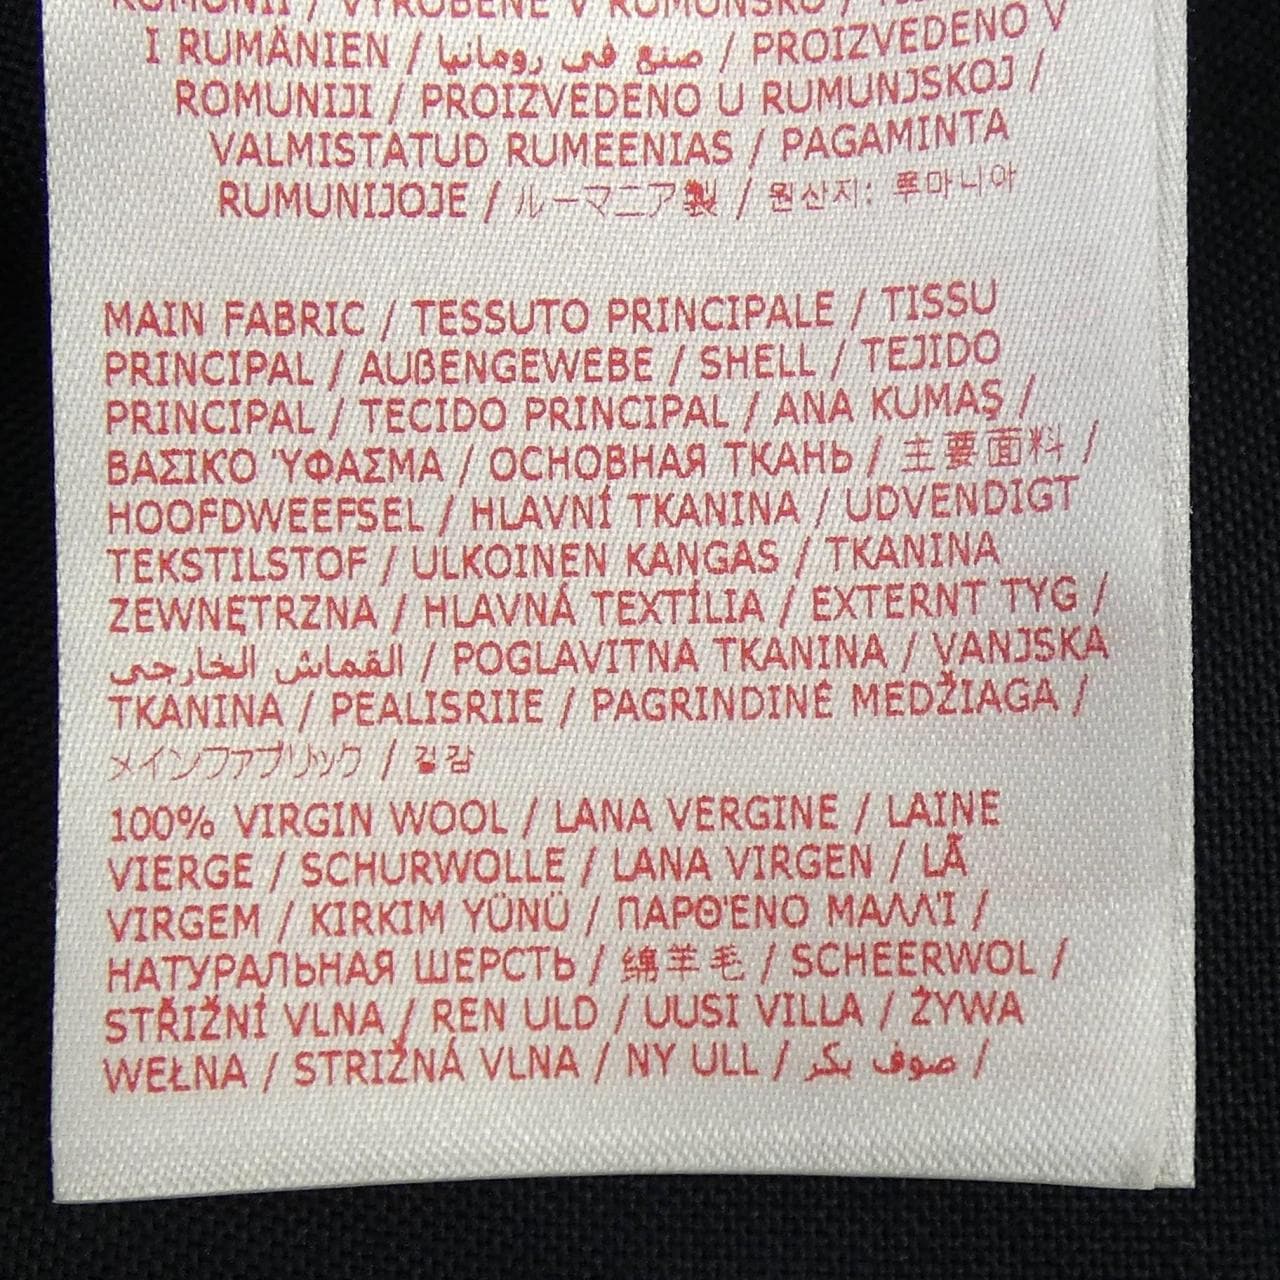 ROMUNII / VYROBENÉ V RUMUNSKU /
I RUMÄNIEN / صنع في رومانيا / PROIZVEDENO V
ROMUNIJI / PROIZVEDENO U RUMUNJSKOJ /
VALMISTATUD RUMEENIAS / PAGAMINTA
RUMUNIJOJE / ルーマニア製 / 원산지: 루마니아
MAIN FABRIC / TESSUTO PRINCIPALE / TISSU
PRINCIPAL / AUßENGEWEBE / SHELL / TEJIDO
PRINCIPAL / TECIDO PRINCIPAL / ANA KUMAŞ /
ΒΑΣΙΚΟ ΎΦΑΣΜΑ / ОСНОВНАЯ ТКАНЬ / 主要面料 /
HOOFDWEEFSEL / HLAVNÍ TKANINA / UDVENDIGT
TEKSTILSTOF / ULKOINEN KANGAS / TKANINA
ZEWNĘTRZNA / HLAVNÁ TEXTÍLIA / EXTERNT TYG /
القماش الخارجي / POGLAVITNA TKANINA / VANJSKA
TKANINA / PEALISRIIE / PAGRINDINĖ MEDŽIAGA /
メインファブリック / 겉감
100% VIRGIN WOOL / LANA VERGINE / LAINE
VIERGE / SCHURWOLLE / LANA VIRGEN / LÃ
VIRGEM / KIRKIM YÜNÜ / ΠΑΡΘΈΝΟ ΜΑΛΛΊ /
НАТУРАЛЬНАЯ ШЕРСТЬ / 绵羊毛 / SCHEERWOL /
STŘIŽNÍ VLNA / REN ULD / UUSI VILLA / ŻYWA
WEŁNA / STRIŽNÁ VLNA / NY ULL / صوف بكر /